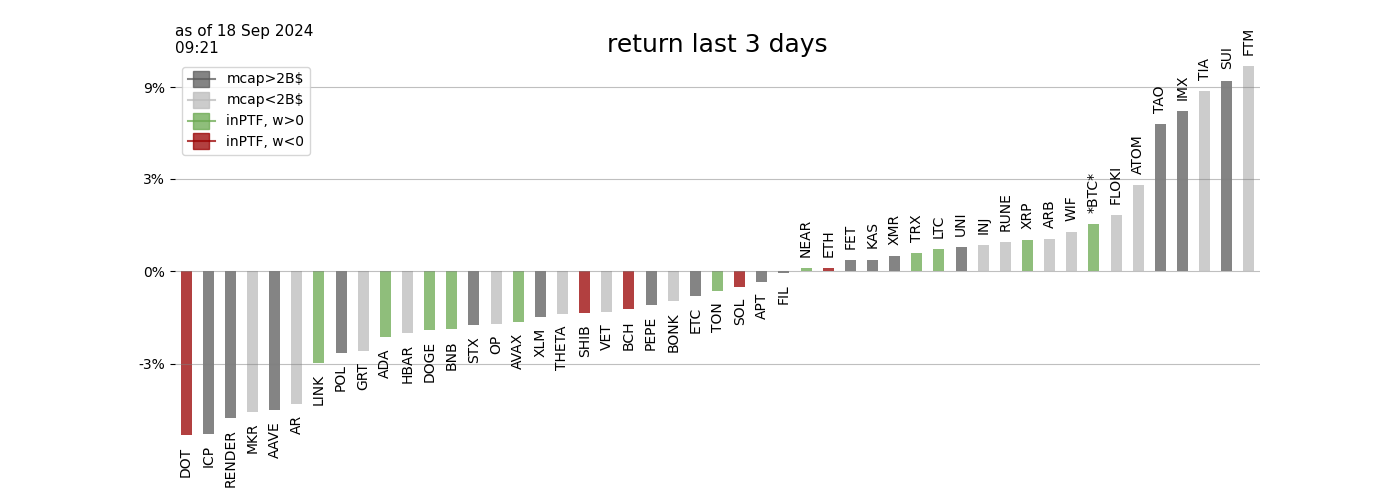 as of 18 Sep 2024
09:21
return last 3 days
mcap>2B$
mcap<2B$
inPTF, w>0
inPTF, w<0
9%
3%
0%
-3%
DOT
ICP
RENDER
MKR
AAVE
AR
LINK
POL
GRT
ADA
HBAR
DOGE
BNB
STX
OP
AVAX
XLM
THETA
SHIB
VET
BCH
PEPE
BONK
ETC
TON
SOL
APT
FIL
NEAR
ETH
FET
KAS
XMR
TRX
LTC
UNI
INJ
RUNE
XRP
ARB
WIF
*BTC*
FLOKI
ATOM
TAO
IMX
TIA
SUI
FTM